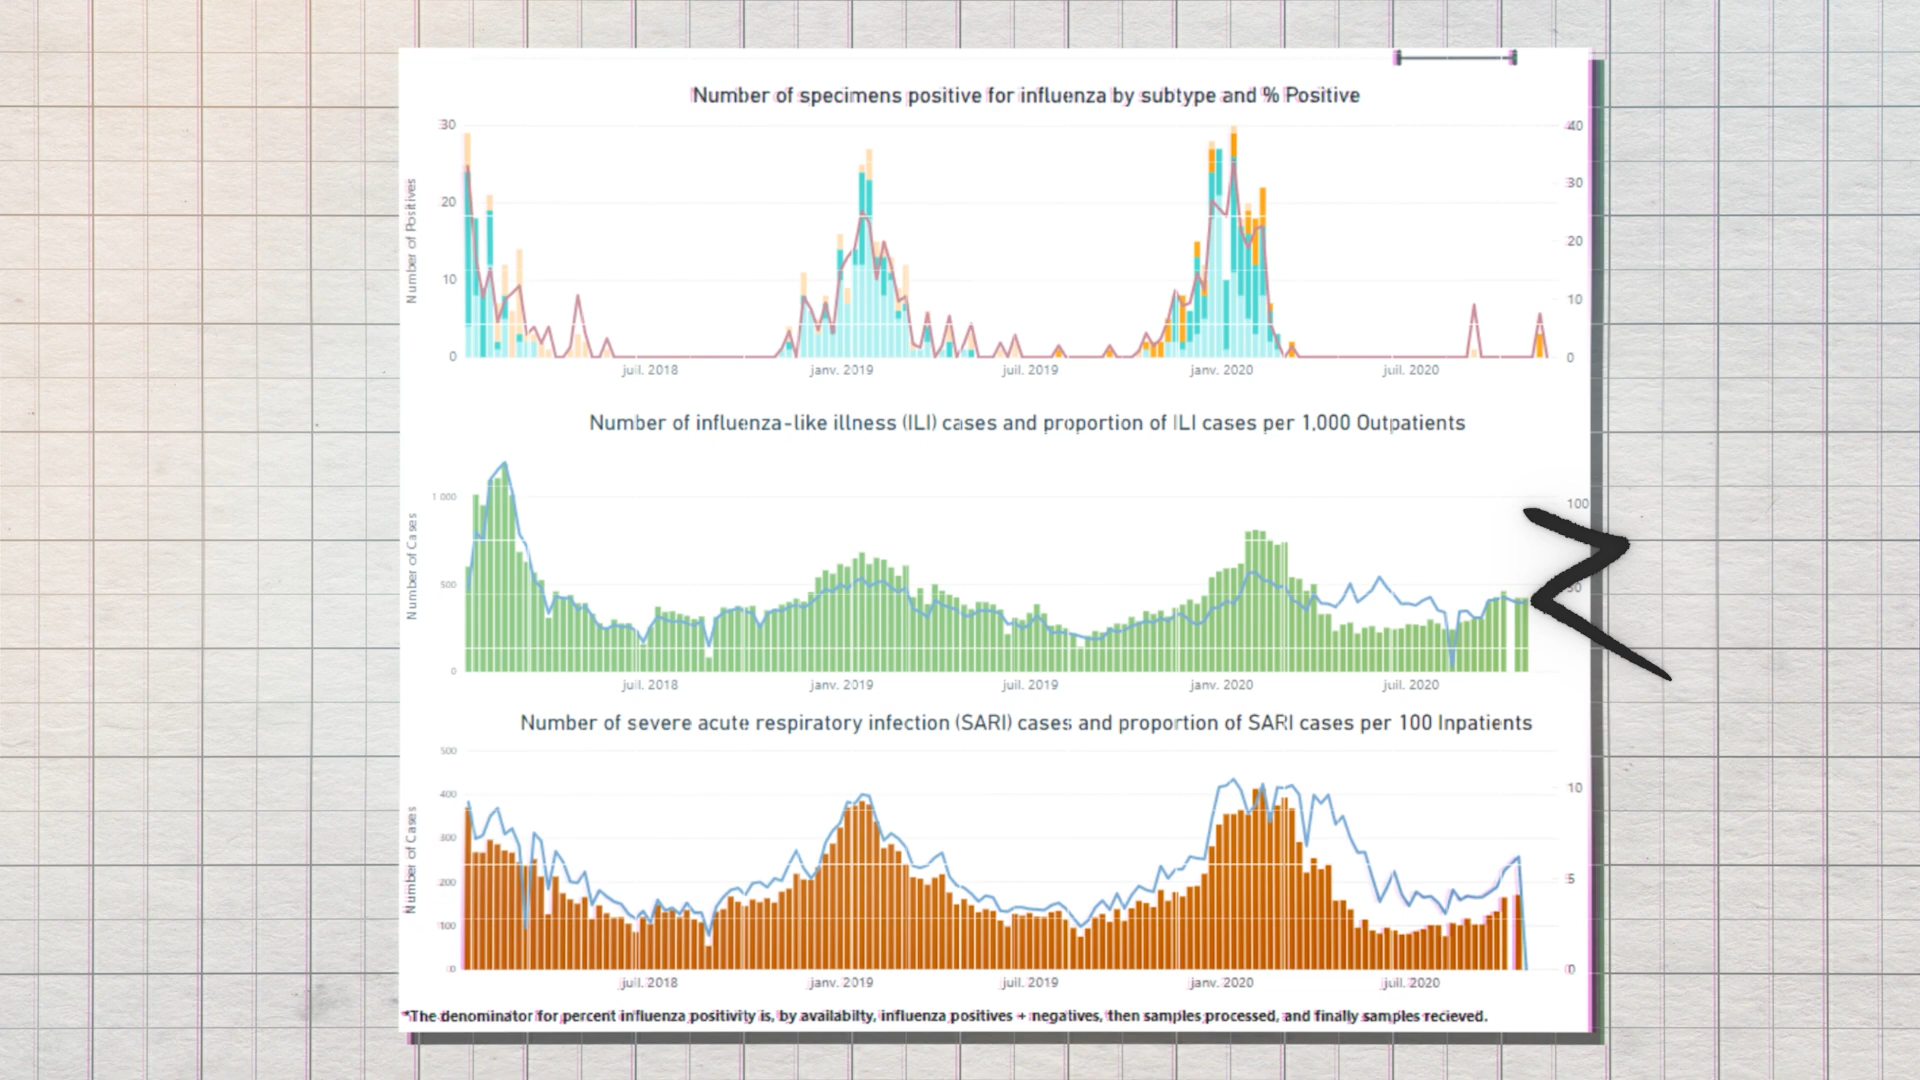 Number of specimens positive for influenza by subtype and % Positive
30
40
Number of Positives
20
30
20
10
10
0
0
juil. 2018
janv. 2019
juil. 2019
janv. 2020
juil. 2020
Number of influenza-like illness (ILI) cases and proportion of ILI cases per 1,000 Outpatients
1 000
100
Number of Cases
500
0
juil. 2018
janv. 2019
juil. 2019
janv. 2020
juil. 2020
Number of severe acute respiratory infection (SARI) cases and proportion of SARI cases per 100 Inpatients
500
400
10
Number of Cases
300
200
5
100
0
0
juil. 2018
janv. 2019
juil. 2019
janv. 2020
juil. 2020
*The denominator for percent influenza positivity is, by availabilty, influenza positives + negatives, then samples processed, and finally samples recieved.